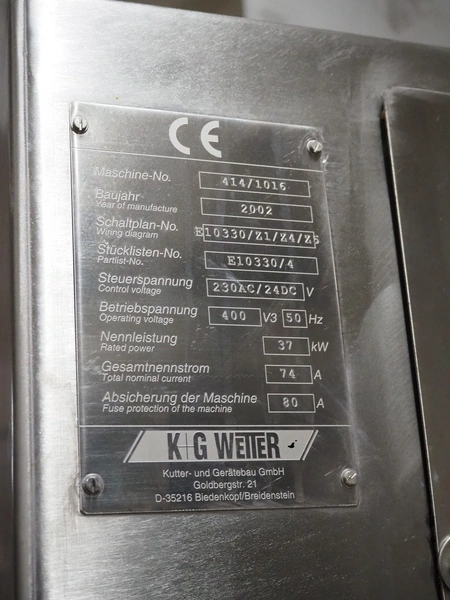 CE
Maschine-No. 414/1016
Baujahr
Year of manufacture 2002
Schaltplan-No.
Wiring diagram E10330/Z1/Z4/Z5
Stücklisten-No.
Partlist-No. E10330/4
Steuerspannung
Control voltage 230AC/24DC V
Betriebspannung
Operating voltage 400 V3 50 Hz
Nennleistung
Rated power 37 kW
Gesamtnennstrom
Total nominal current 74 A
Absicherung der Maschine
Fuse protection of the machine 80 A
K+G WETTER
Kutter- und Gerätebau GmbH
Goldbergstr. 21
D-35216 Biedenkopf/Breidenstein